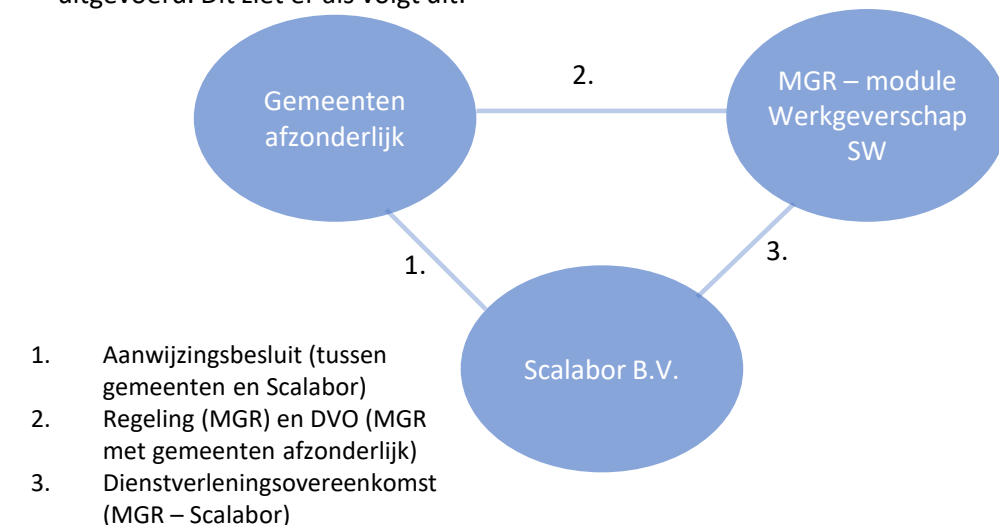 uitgevoerd. Dit ziet er als volgt uit:
2.
Gemeenten
afzonderlijk
MGR – module
Werkgeverschap
SW
1.
3.
Scalabor B.V.
1. Aanwijzingsbesluit (tussen
gemeenten en Scalabor)
2. Regeling (MGR) en DVO (MGR
met gemeenten afzonderlijk)
3. Dienstverleningsovereenkomst
(MGR – Scalabor)